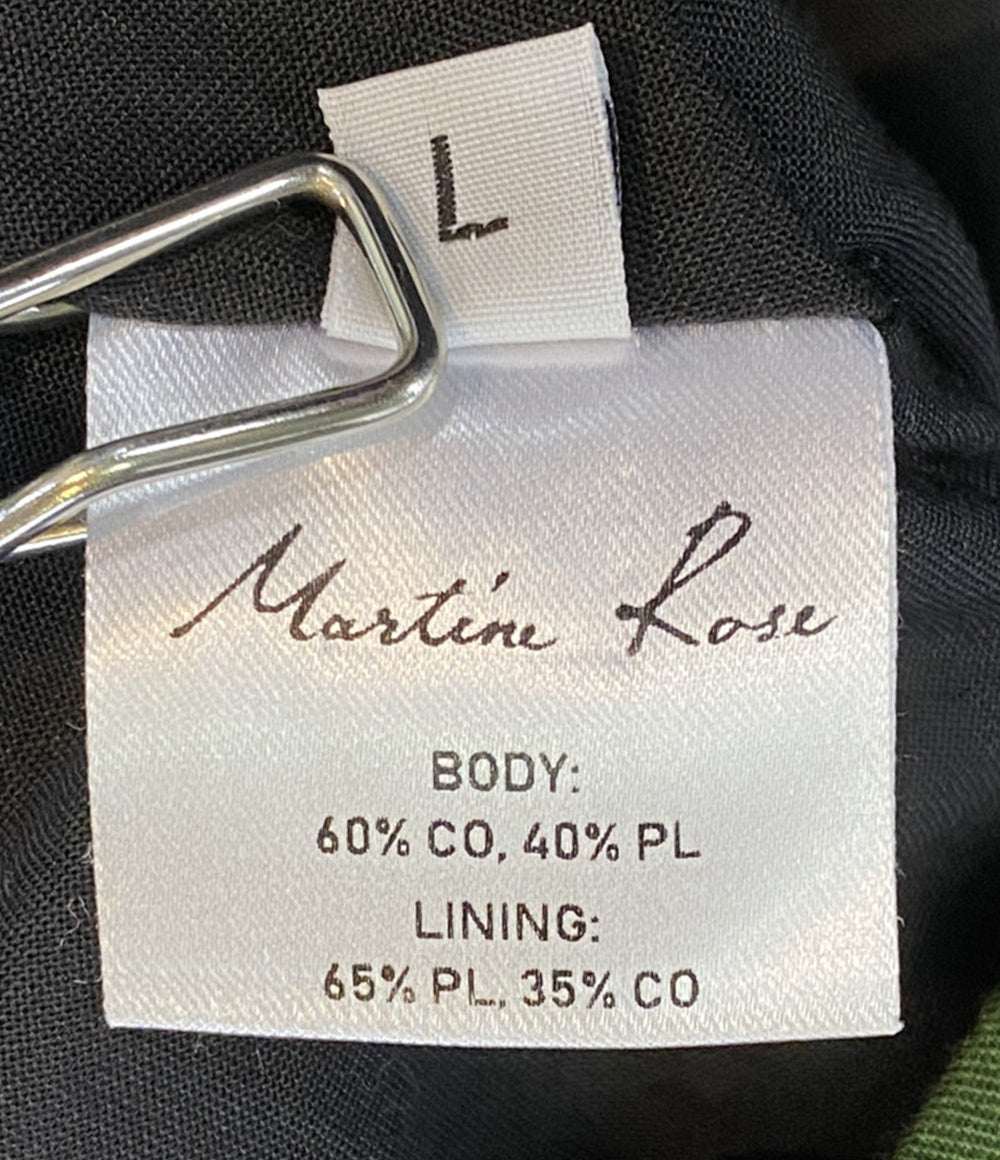 L
Martine Rose
BODY:
60% CO, 40% PL
LINING:
65% PL, 35% CO